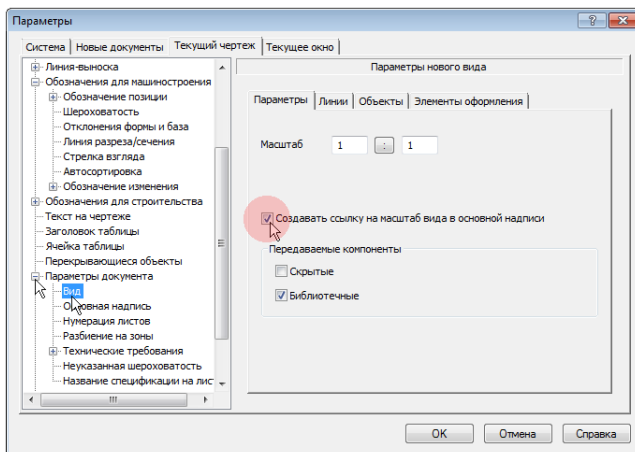 Параметры
Система
Новые документы
Текущий чертеж
Текущее окно
Линия-выноска
Обозначения для машиностроения
Обозначение позиции
Шероховатость
Отклонения формы и база
Линия разреза/сечения
Стрелка взгляда
Автосортировка
Обозначение изменения
Обозначения для строительства
Текст на чертеже
Заголовок таблицы
Ячейка таблицы
Перекрывающиеся объекты
Параметры документа
Вид
Основная надпись
Нумерация листов
Разбиение на зоны
Технические требования
Неуказанная шероховатость
Название спецификации на лис
Параметры нового вида
Параметры
Линии
Объекты
Элементы оформления
Масштаб 1 : 1
Создавать ссылку на масштаб вида в основной надписи
Передаваемые компоненты
Скрытые
Библиотечные
OK
Отмена
Справка